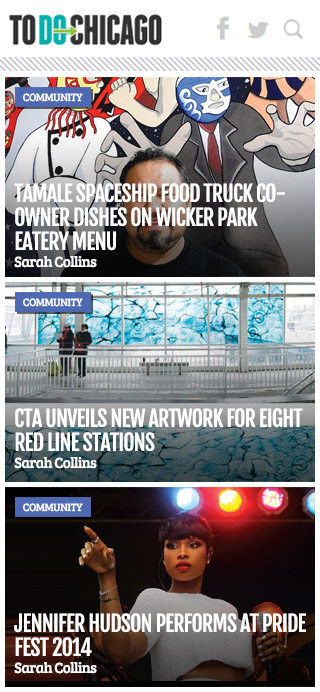 TO DO CHICAGO
COMMUNITY
TAMALE SPACESHIP FOOD TRUCK CO-
OWNER DISHES ON WICKER PARK
EATERY MENU
Sarah Collins
COMMUNITY
CTA UNVEILS NEW ARTWORK FOR EIGHT
RED LINE STATIONS
Sarah Collins
COMMUNITY
JENNIFER HUDSON PERFORMS AT PRIDE
FEST 2014
Sarah Collins